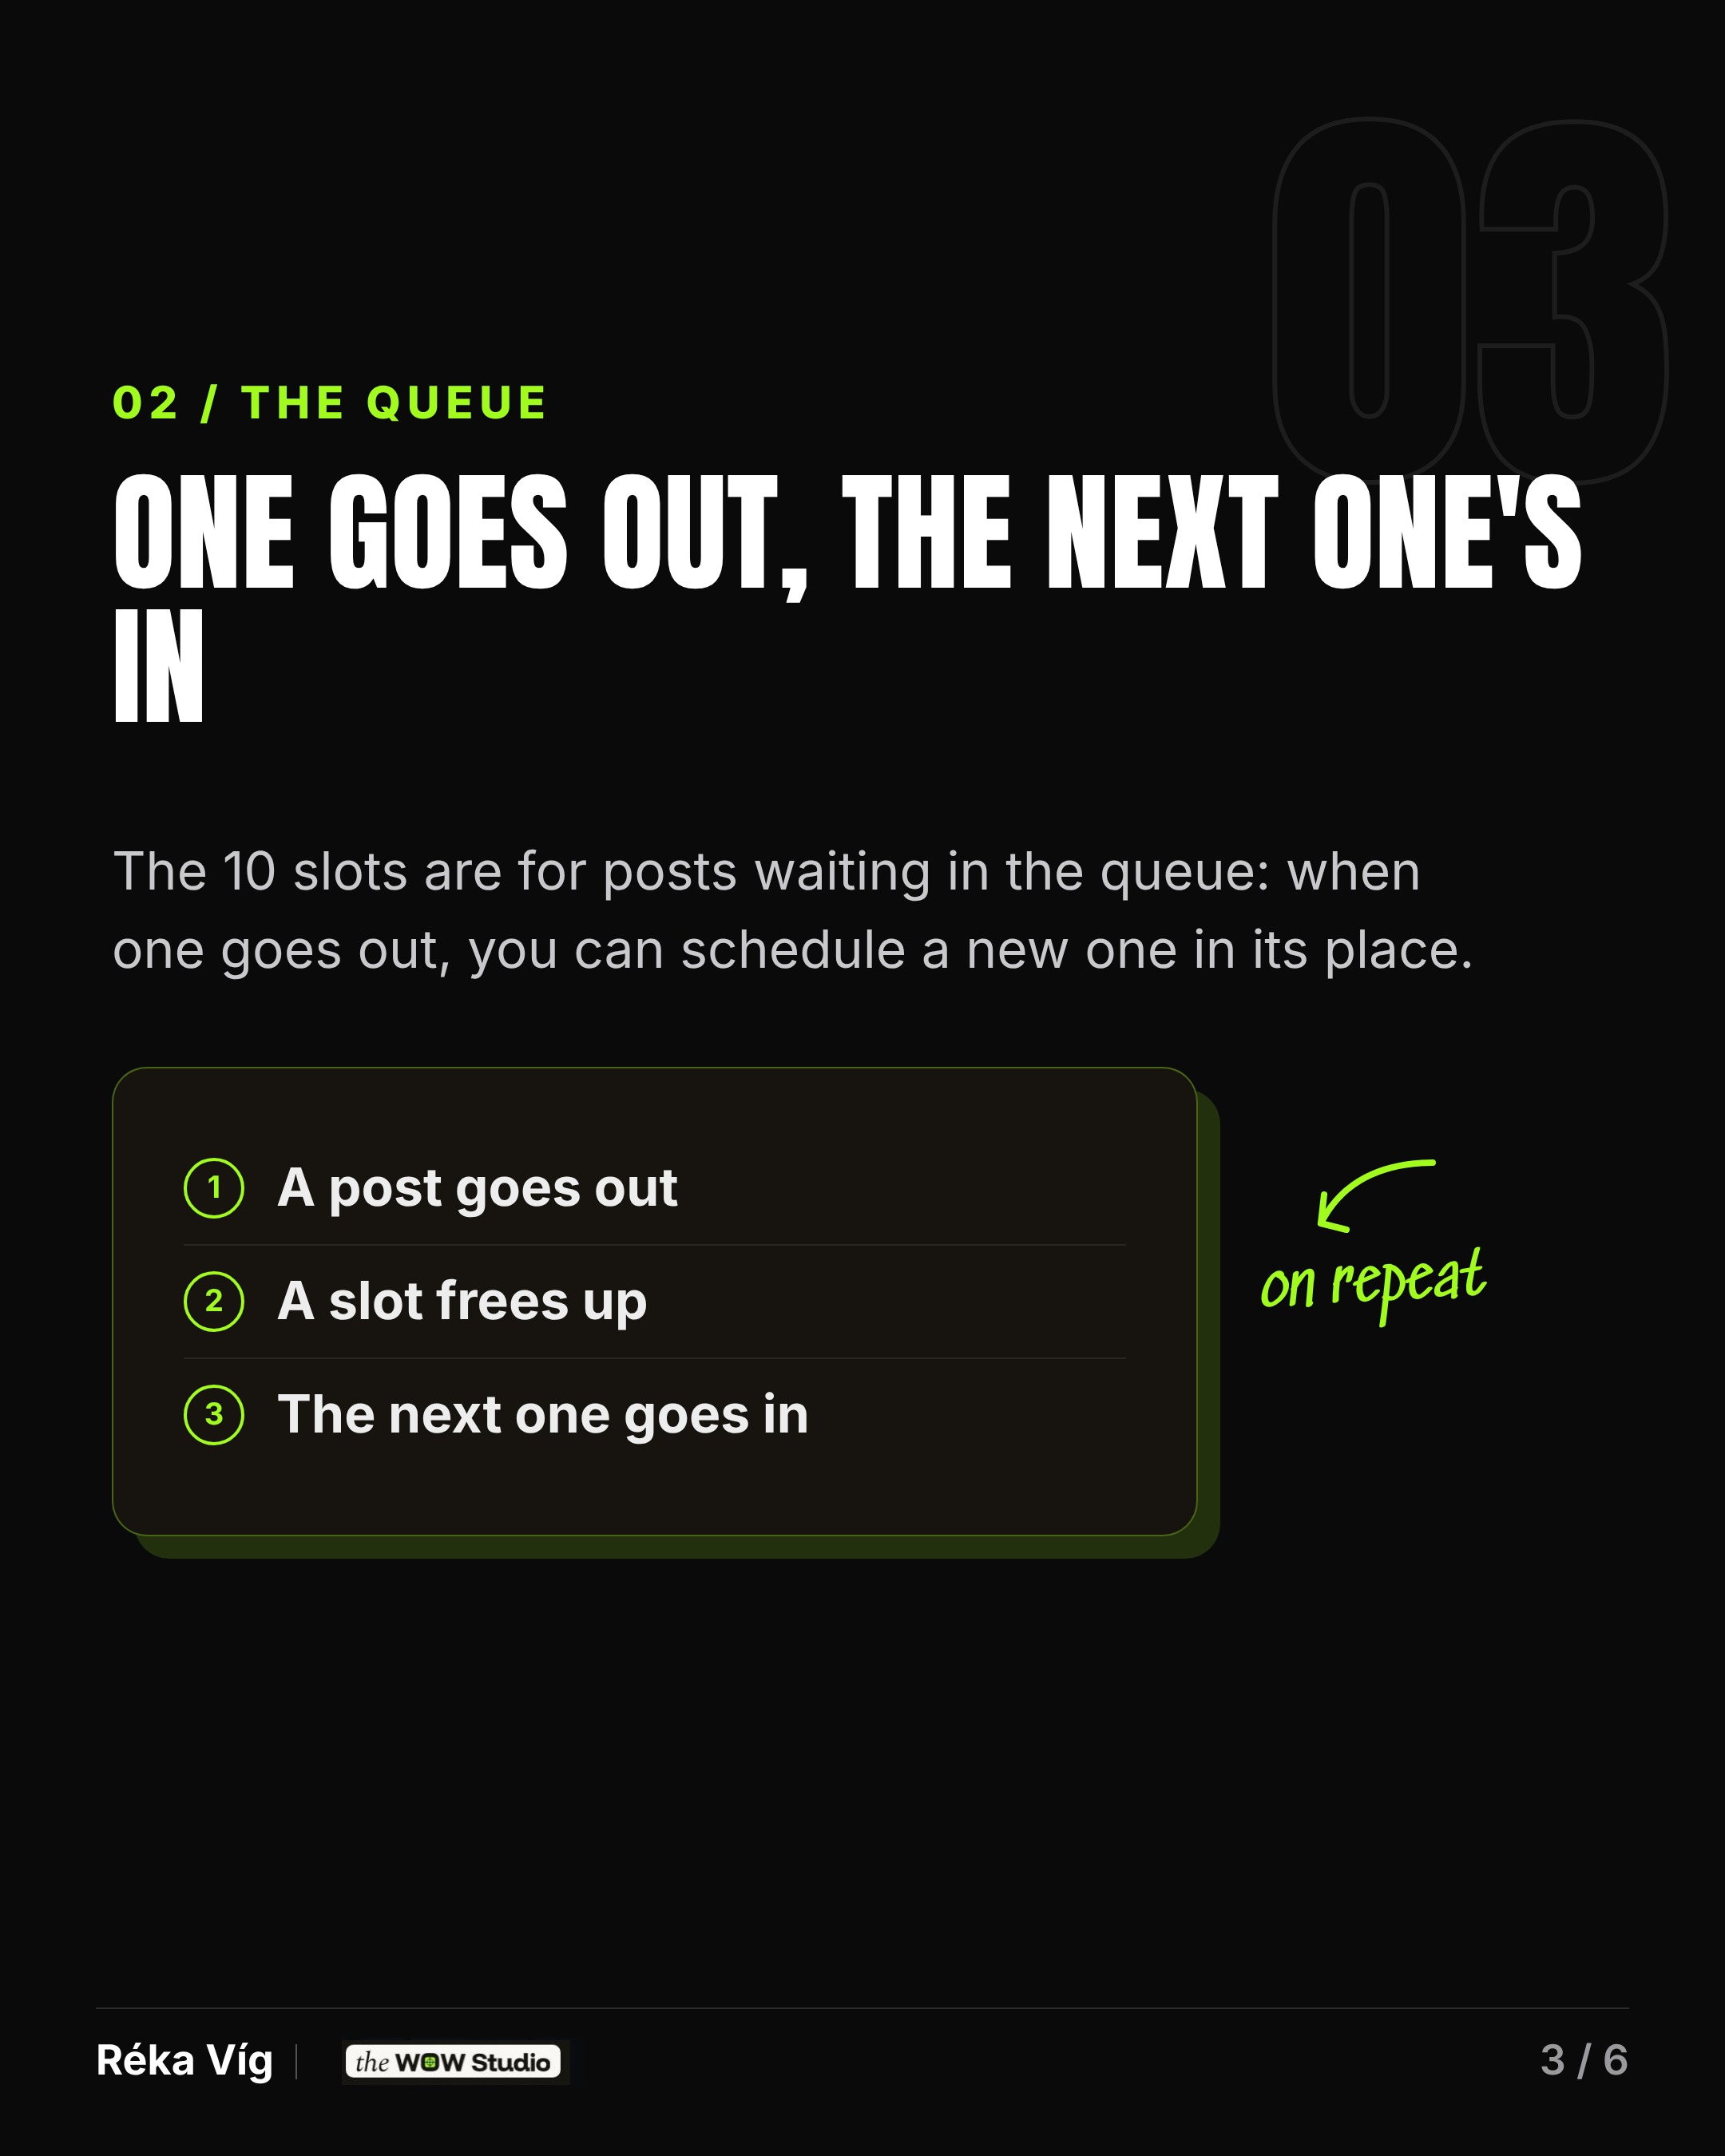 03
02 / THE QUEUE
ONE GOES OUT, THE NEXT ONE'S
IN
The 10 slots are for posts waiting in the queue: when
one goes out, you can schedule a new one in its place.
1 A post goes out
2 A slot frees up
3 The next one goes in
on repeat
Réka Víg
the WOW Studio
3 / 6